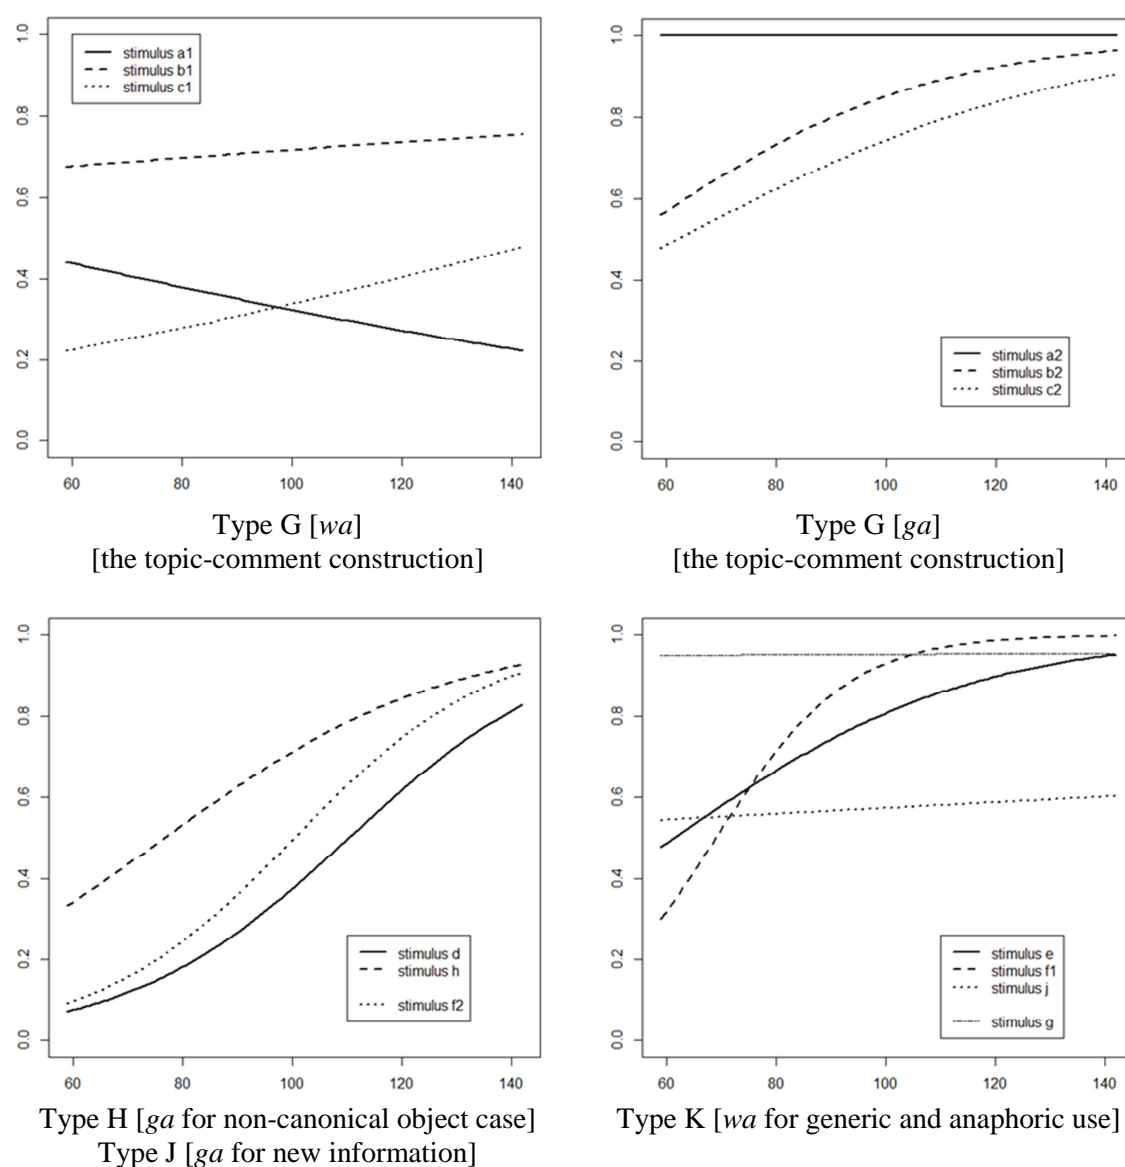 stimulus a1
stimulus b1
stimulus c1
1.0
0.8
0.6
0.4
0.2
0.0
60 80 100 120 140
Type G [wa]
[the topic-comment construction]
stimulus a2
stimulus b2
stimulus c2
1.0
0.8
0.6
0.4
0.2
0.0
60 80 100 120 140
Type G [ga]
[the topic-comment construction]
stimulus d
stimulus h
stimulus f2
1.0
0.8
0.6
0.4
0.2
0.0
60 80 100 120 140
Type H [ga for non-canonical object case]
Type J [ga for new information]
stimulus e
stimulus f1
stimulus j
stimulus g
1.0
0.8
0.6
0.4
0.2
0.0
60 80 100 120 140
Type K [wa for generic and anaphoric use]